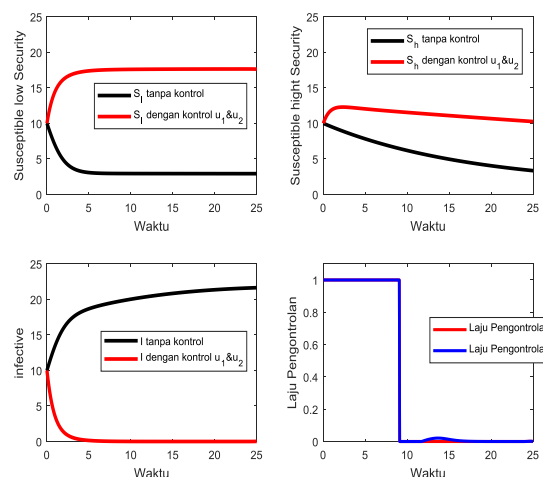 25
20
15
10
5
0
Susceptible low Security
S_l tanpa kontrol
S_l dengan kontrol u_1&u_2
0 5 10 15 20 25
Waktu
25
20
15
10
5
0
Susceptible hight Security
S_h tanpa kontrol
S_h dengan kontrol u_1&u_2
0 5 10 15 20 25
Waktu
25
20
15
10
5
0
infective
I tanpa kontrol
I dengan kontrol u_1&u_2
0 5 10 15 20 25
Waktu
1
0.8
0.6
0.4
0.2
0
Laju Pengontrolan
Laju Pengontrola
Laju Pengontrola
0 5 10 15 20 25
Waktu